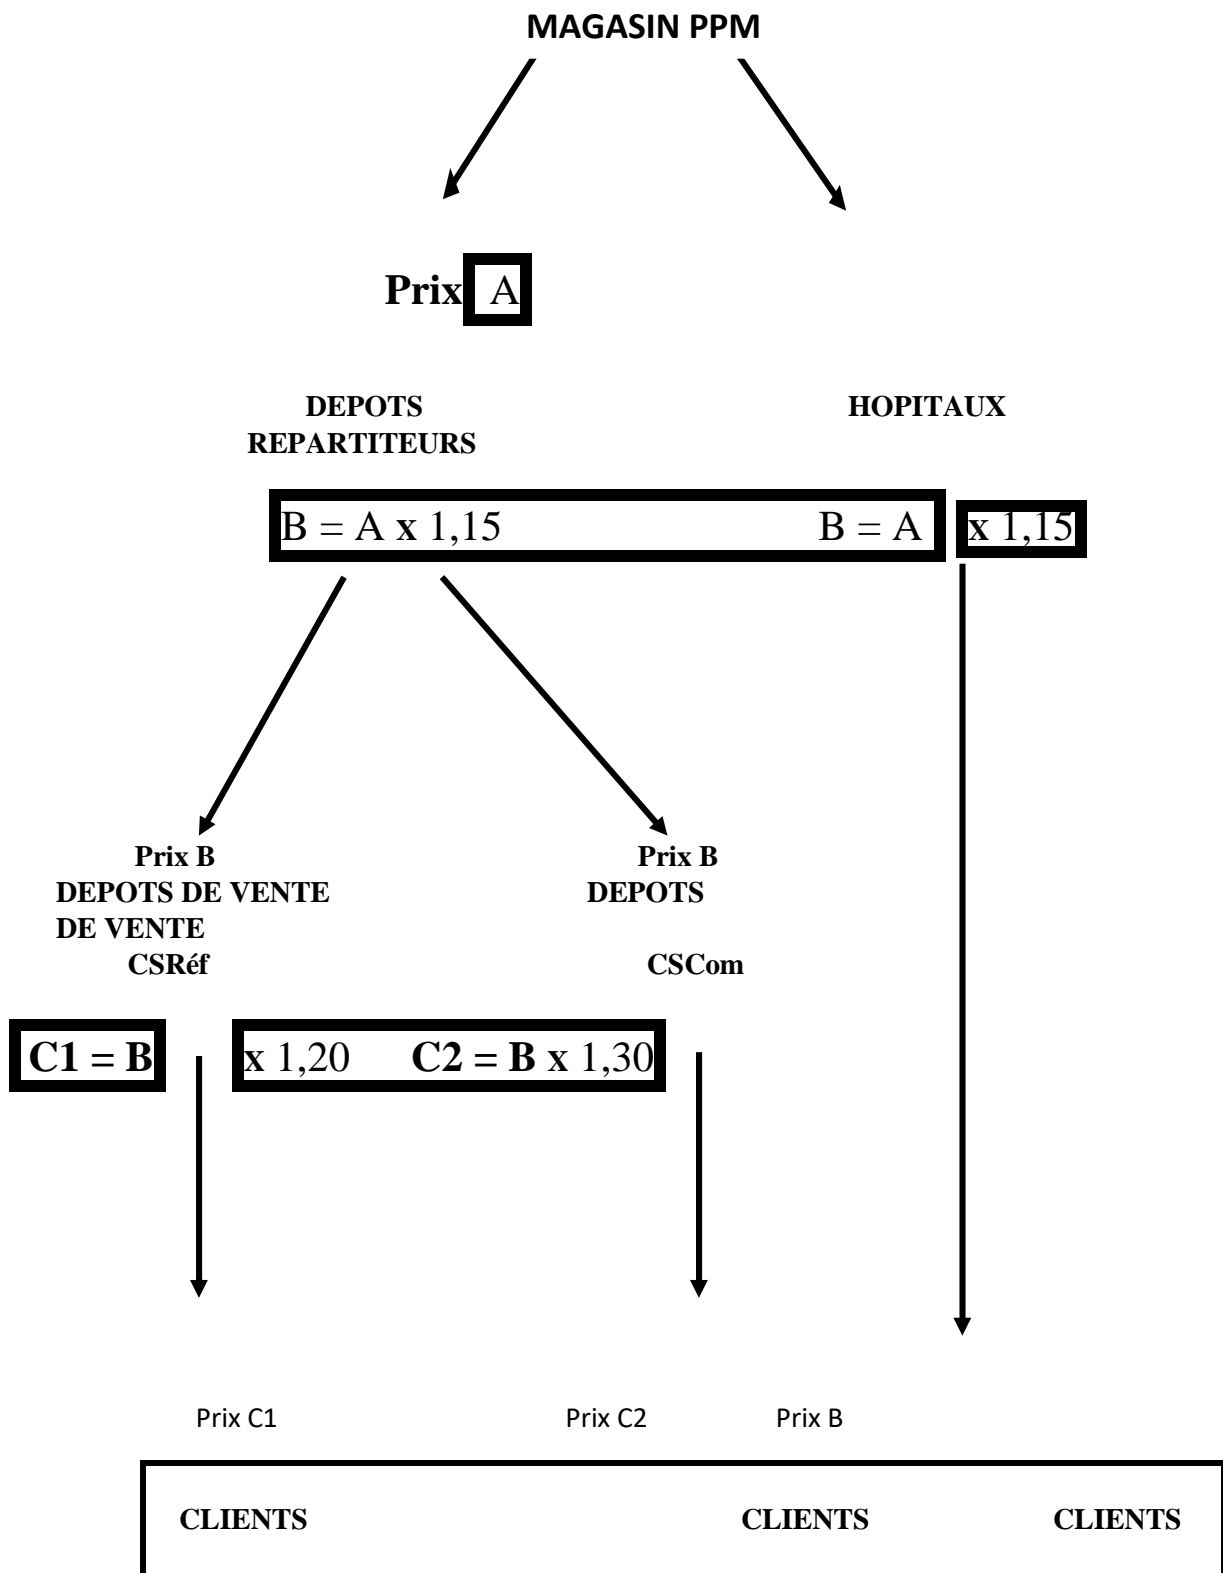 MAGASIN PPM
Prix A
DEPOTS HOPITAUX
REPARTITEURS
B = A x 1,15 B = A x 1,15
Prix B Prix B
DEPOTS DE VENTE DEPOTS
DE VENTE
CSRéf CSCom
C1 = B x 1,20 C2 = B x 1,30
Prix C1 Prix C2 Prix B
CLIENTS CLIENTS CLIENTS